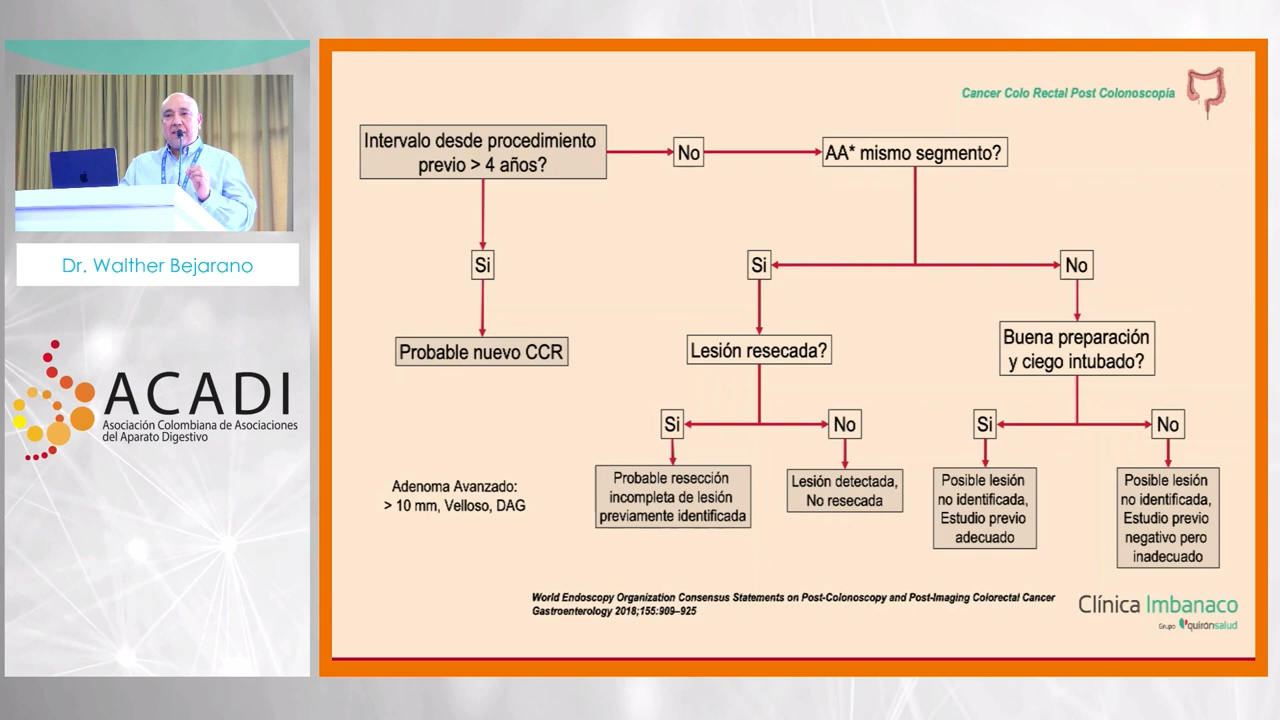 Dr. Walther Bejarano
ACADI
Asociación Colombiana de Asociaciones
del Aparato Digestivo
Cancer Colo Rectal Post Colonoscopía
Intervalo desde procedimiento
previo > 4 años?
No
AA* mismo segmento?
Si
Si
No
Probable nuevo CCR
Lesión resecada?
Buena preparación
y ciego intubado?
Si
No
Si
No
Adenoma Avanzado:
> 10 mm, Velloso, DAG
Probable resección
incompleta de lesión
previamente identificada
Lesión detectada,
No resecada
Posible lesión
no identificada,
Estudio previo
adecuado
Posible lesión
no identificada,
Estudio previo
negativo pero
inadecuado
World Endoscopy Organization Consensus Statements on Post-Colonoscopy and Post-Imaging Colorectal Cancer
Gastroenterology 2018;155:909–925
Clínica Imbanaco
Grupo quirónsalud